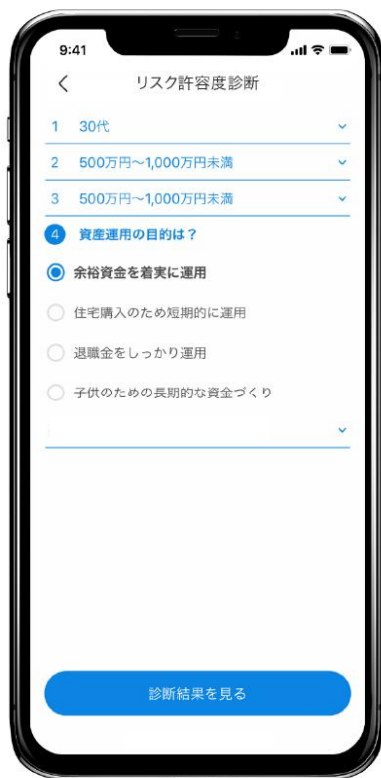 9:41
リスク許容度診断
1 30代
2 500万円〜1,000万円未満
3 500万円〜1,000万円未満
4 資産運用の目的は？
余裕資金を着実に運用
住宅購入のため短期的に運用
退職金をしっかり運用
子供のための長期的な資金づくり
診断結果を見る